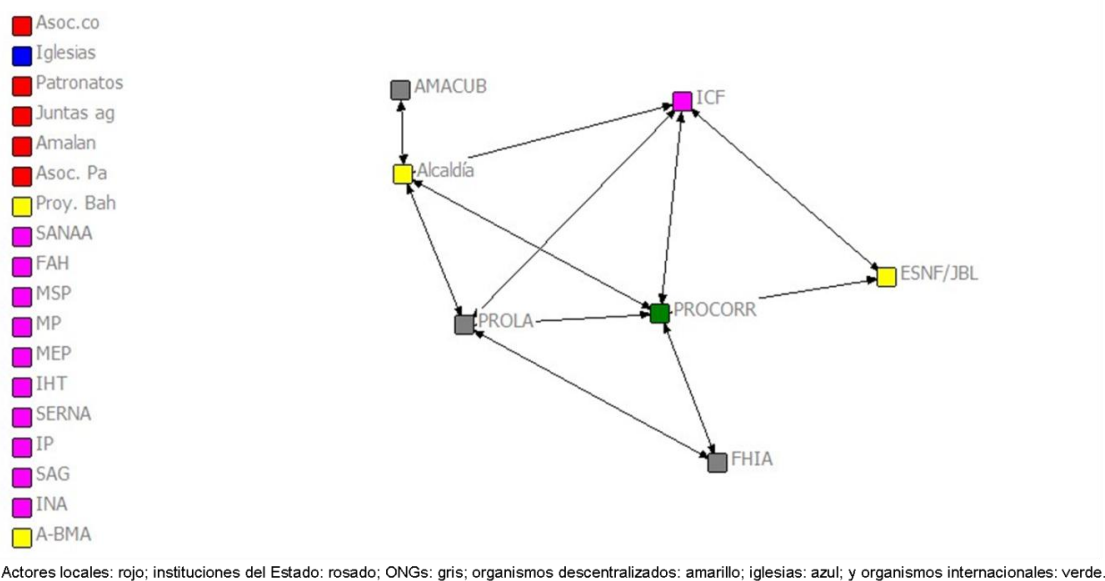 Asoc.co
Iglesias
Patronatos
Juntas ag
Amalan
Asoc. Pa
Proy. Bah
SANAA
FAH
MSP
MP
MEP
IHT
SERNA
IP
SAG
INA
A-BMA
AMACUB
ICF
Alcaldía
ESNF/JBL
PROCORR
PROLA
FHIA
Actores locales: rojo; instituciones del Estado: rosado; ONGs: gris; organismos descentralizados: amarillo; iglesias: azul; y organismos internacionales: verde.